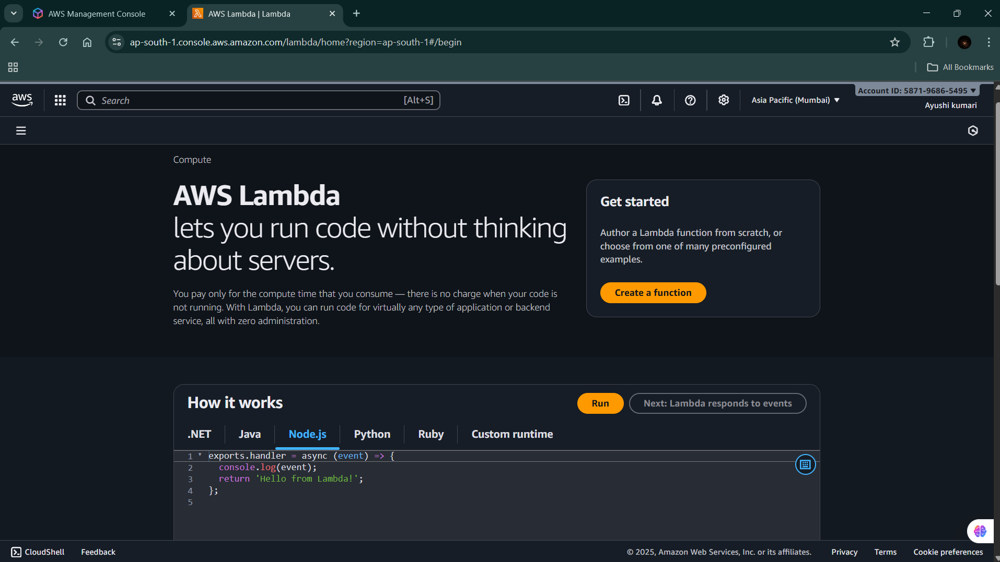 AWS Management Console
AWS Lambda | Lambda
ap-south-1.console.aws.amazon.com/lambda/home?region=ap-south-1#/begin
All Bookmarks
aws
Search
[Alt+S]
Asia Pacific (Mumbai)
Account ID: 5871-9686-5495
Ayushi kumari
Compute
AWS Lambda
lets you run code without thinking
about servers.
You pay only for the compute time that you consume — there is no charge when your code is
not running. With Lambda, you can run code for virtually any type of application or backend
service, all with zero administration.
Get started
Author a Lambda function from scratch, or
choose from one of many preconfigured
examples.
Create a function
How it works
Run
Next: Lambda responds to events
.NET
Java
Node.js
Python
Ruby
Custom runtime
1 exports.handler = async (event) => {
2 console.log(event);
3 return 'Hello from Lambda!';
4 };
5
CloudShell
Feedback
© 2025, Amazon Web Services, Inc. or its affiliates.
Privacy
Terms
Cookie preferences